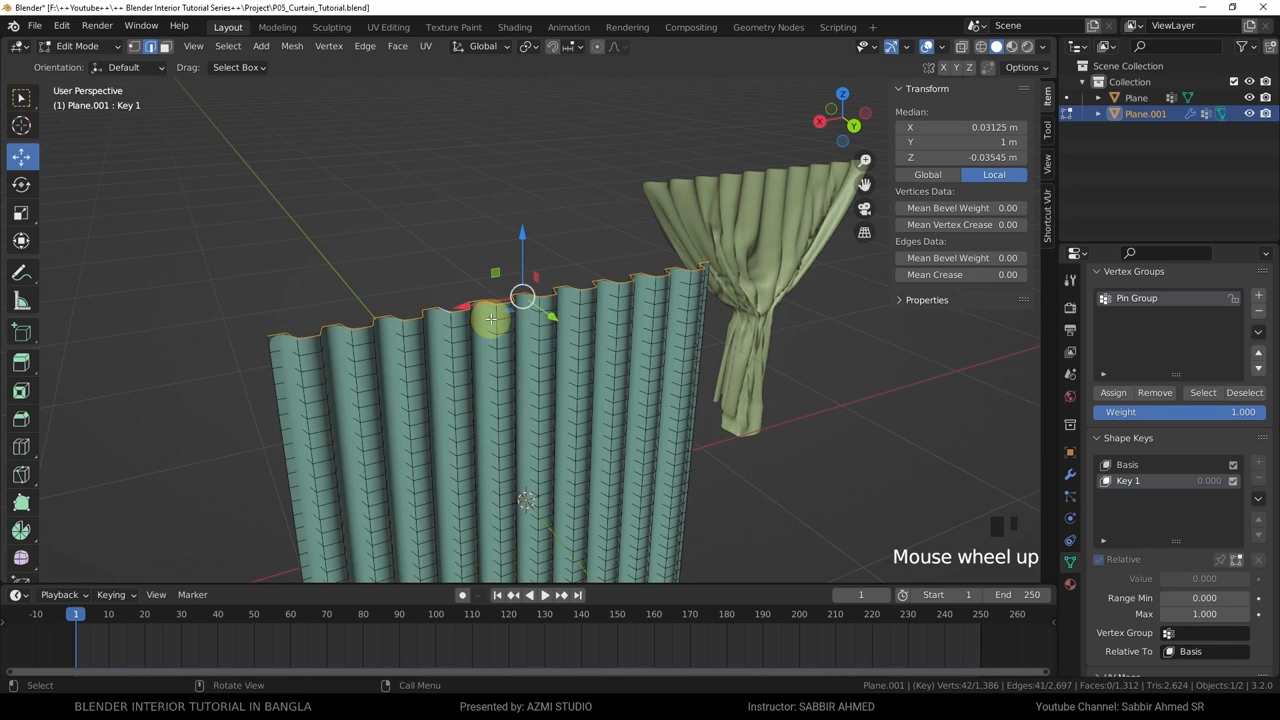 Blender* [F:\++Youtube++\++ Blender Interior Tutorial Series++\Project\P05_Curtain_Tutorial.blend]
File Edit Render Window Help Layout Modeling Sculpting UV Editing Texture Paint Shading Animation Rendering Compositing Geometry Nodes Scripting Scene ViewLayer
Edit Mode View Select Add Mesh Vertex Edge Face UV Global
Orientation: Default Drag: Select Box X Y Z Options
User Perspective
(1) Plane.001 : Key 1
Z
X
Y
Transform
Median:
X 0.03125 m
Y 1 m
Z -0.03545 m
Global Local
Vertices Data:
Mean Bevel Weight 0.00
Mean Vertex Crease 0.00
Edges Data:
Mean Bevel Weight 0.00
Mean Crease 0.00
Properties
Item
Tool
View
Shortcut VUr
Scene Collection
Collection
Plane
Plane.001
Vertex Groups
Pin Group
Assign Remove Select Deselect
Weight 1.000
Shape Keys
Basis
Key 1 0.000
Relative
Value 0.000
Range Min 0.000
Max 1.000
Vertex Group
Relative To Basis
Mouse wheel up
Playback Keying View Marker 1 Start 1 End 250
-10 1 10 20 30 40 50 60 70 80 90 100 110 120 130 140 150 160 170 180 190 200 210 220 230 240 250 260
Select Rotate View Call Menu Plane.001 | (Key) Verts:42/1,386 | Edges:41/2,697 | Faces:0/1,312 | Tris:2,624 | Objects:1/2 | 3.2.0
BLENDER INTERIOR TUTORIAL IN BANGLA Presented by: AZMI STUDIO Instructor: SABBIR AHMED Youtube Channel: Sabbir Ahmed SR